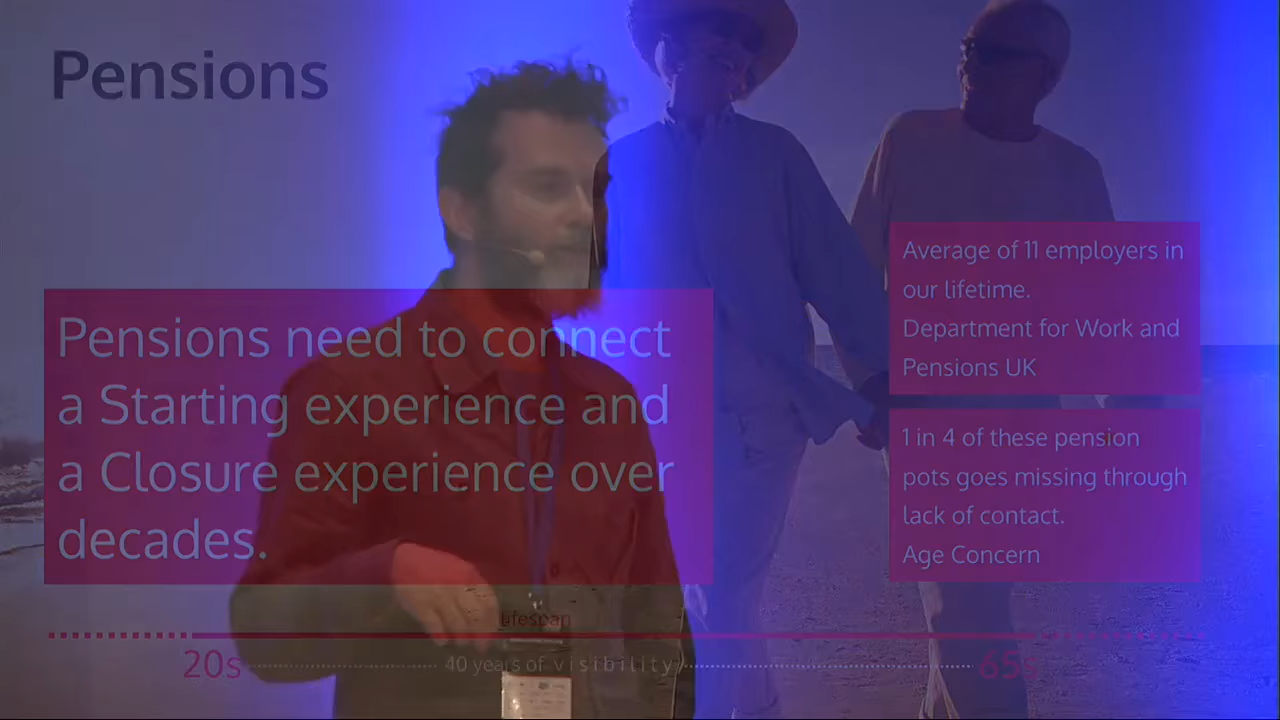 Pensions
Pensions need to connect
a Starting experience and
a Closure experience over
decades.
Average of 11 employers in
our lifetime.
Department for Work and
Pensions UK
1 in 4 of these pension
pots goes missing through
lack of contact.
Age Concern
lifespan
20s
40 years of visibility
65s